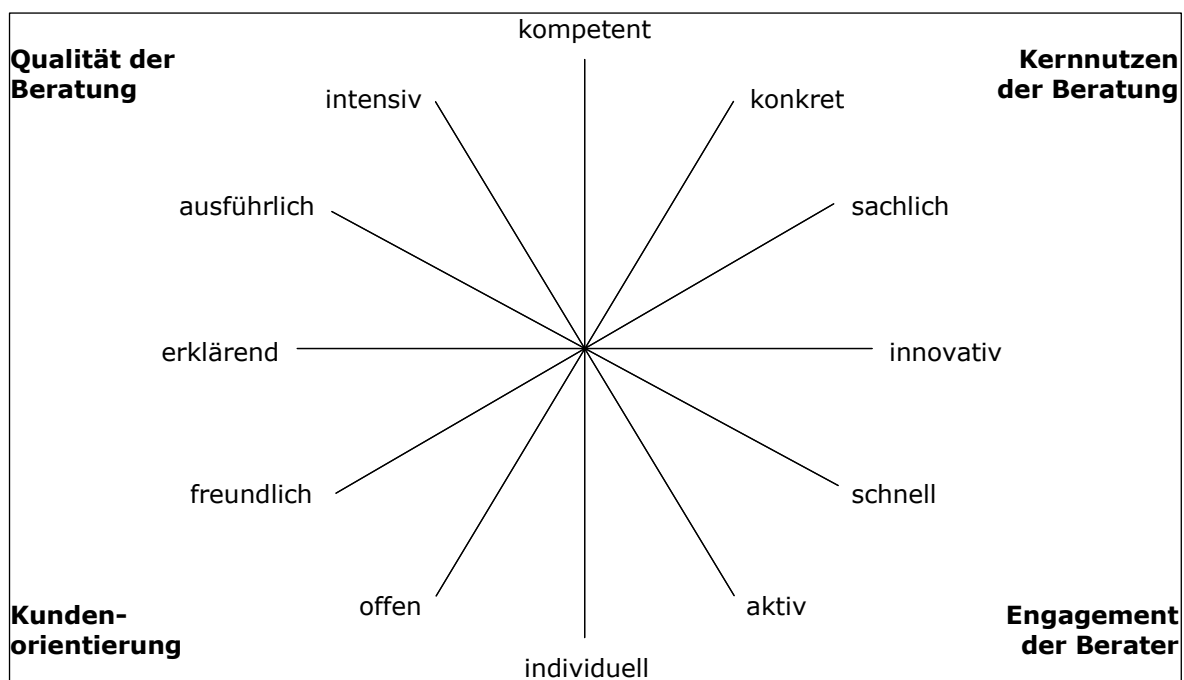 kompetent
Qualität der
Beratung
Kernnutzen
der Beratung
intensiv
konkret
ausführlich
sachlich
erklärend
innovativ
freundlich
schnell
offen
aktiv
Kunden-
orientierung
Engagement
der Berater
individuell